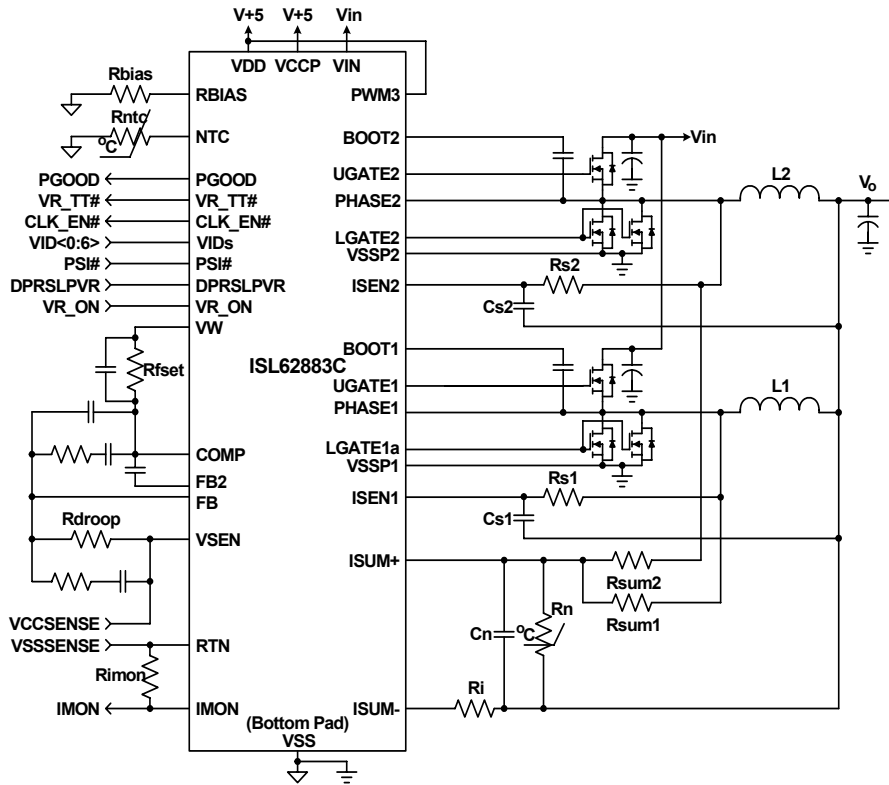 V+5 V+5 Vin
VDD VCCP VIN
Rbias
RBIAS
PWM3
Rntc
°C
NTC
BOOT2
Vin
UGATE2
PGOOD PGOOD
VR_TT# VR_TT#
PHASE2
L2
Vo
CLK_EN# CLK_EN#
VID<0:6> VIDs
LGATE2
VSSP2
PSI# PSI#
DPRSLPVR DPRSLPVR
ISEN2
Rs2
VR_ON VR_ON
Cs2
VW
BOOT1
Rfset
ISL62883C
UGATE1
L1
PHASE1
COMP
LGATE1a
VSSP1
FB2
FB
ISEN1
Rs1
Cs1
Rdroop
VSEN
ISUM+
Rsum2
Rn
Rsum1
VCCSENSE
Cn
°C
VSSSENSE RTN
Rimon
Ri
IMON IMON
ISUM-
(Bottom Pad)
VSS